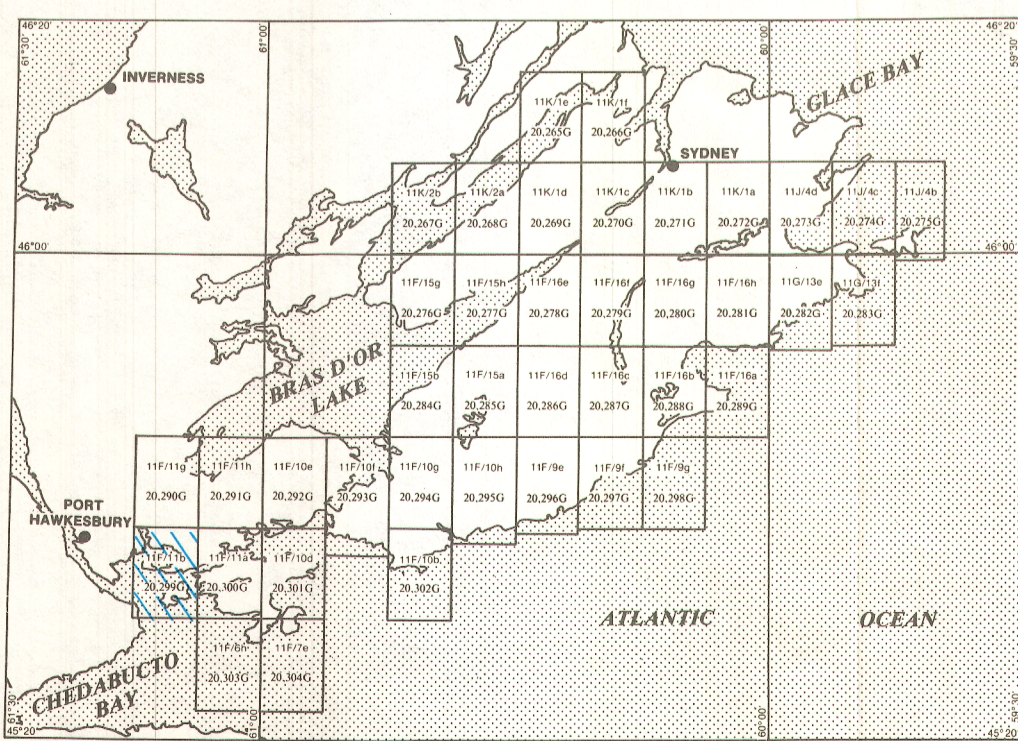 46°20'
61°30'
61°00'
60°00'
46°20'
59°30'
INVERNESS
GLACE BAY
11K/1e
11K/1f
20,265G
20,266G
SYDNEY
11K/2b
11K/2a
11K/1d
11K/1c
11K/1b
11K/1a
11J/4d
11J/4c
11J/4b
20,267G
20,268G
20,269G
20,270G
20,271G
20,272G
20,273G
20,274G
20,275G
46°00'
46°00'
11F/15g
11F/15h
11F/16e
11F/16f
11F/16g
11F/16h
11G/13e
11G/13f
20,276G
20,277G
20,278G
20,279G
20,280G
20,281G
20,282G
20,283G
BRAS D'OR
LAKE
11F/15b
11F/15a
11F/16d
11F/16c
11F/16b
11F/16a
20,284G
20,285G
20,286G
20,287G
20,288G
20,289G
11F/11g
11F/11h
11F/10e
11F/10f
11F/10g
11F/10h
11F/9e
11F/9f
11F/9g
20,290G
20,291G
20,292G
20,293G
20,294G
20,295G
20,296G
20,297G
20,298G
PORT
HAWKESBURY
11F/11b
11F/11a
11F/10d
11F/10b
20,299G
20,300G
20,301G
20,302G
ATLANTIC
OCEAN
11F/6h
11F/7e
20,303G
20,304G
CHEDABUCTO
BAY
61°30'
45°20'
61°00'
60°00'
45°20'
59°30'